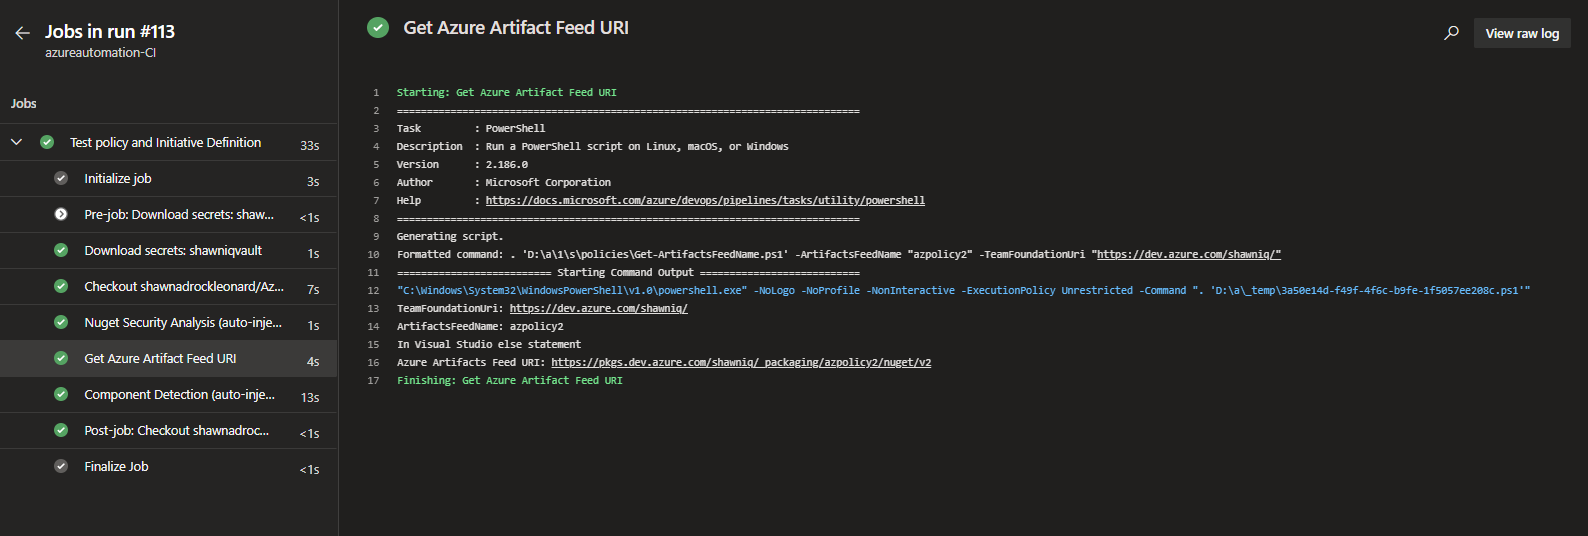 Jobs in run #113
azureautomation-CI
Jobs
Test policy and Initiative Definition 33s
Initialize job 3s
Pre-job: Download secrets: shaw... <1s
Download secrets: shawniqvault 1s
Checkout shawnadrockleonard/Az... 7s
Nuget Security Analysis (auto-inje... 1s
Get Azure Artifact Feed URI 4s
Component Detection (auto-inje... 13s
Post-job: Checkout shawnadroc... <1s
Finalize Job <1s
Get Azure Artifact Feed URI
View raw log
1 Starting: Get Azure Artifact Feed URI
2 ==============================================================================
3 Task         : PowerShell
4 Description  : Run a PowerShell script on Linux, macOS, or Windows
5 Version      : 2.186.0
6 Author       : Microsoft Corporation
7 Help         : https://docs.microsoft.com/azure/devops/pipelines/tasks/utility/powershell
8 ==============================================================================
9 Generating script.
10 Formatted command: . 'D:\a\1\s\policies\Get-ArtifactsFeedName.ps1' -ArtifactsFeedName "azpolicy2" -TeamFoundationUri "https://dev.azure.com/shawniq/"
11 ========================== Starting Command Output ===========================
12 "C:\Windows\System32\WindowsPowerShell\v1.0\powershell.exe" -NoLogo -NoProfile -NonInteractive -ExecutionPolicy Unrestricted -Command ". 'D:\a\_temp\3a50e14d-f49f-4f6c-b9fe-1f5057ee208c.ps1'"
13 TeamFoundationUri: https://dev.azure.com/shawniq/
14 ArtifactsFeedName: azpolicy2
15 In Visual Studio else statement
16 Azure Artifacts Feed URI: https://pkgs.dev.azure.com/shawniq/_packaging/azpolicy2/nuget/v2
17 Finishing: Get Azure Artifact Feed URI